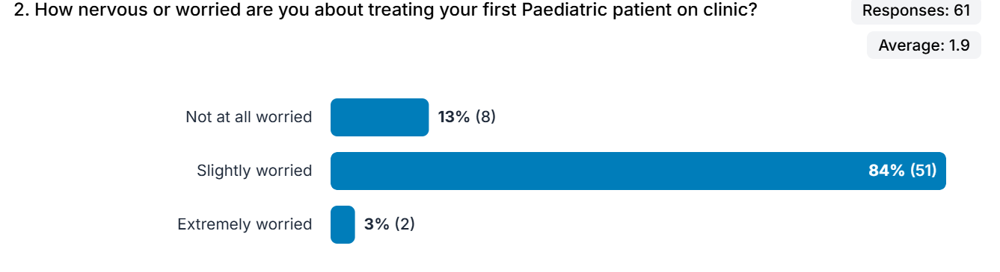 2. How nervous or worried are you about treating your first Paediatric patient on clinic?
Responses: 61
Average: 1.9
Not at all worried 13% (8)
Slightly worried 84% (51)
Extremely worried 3% (2)